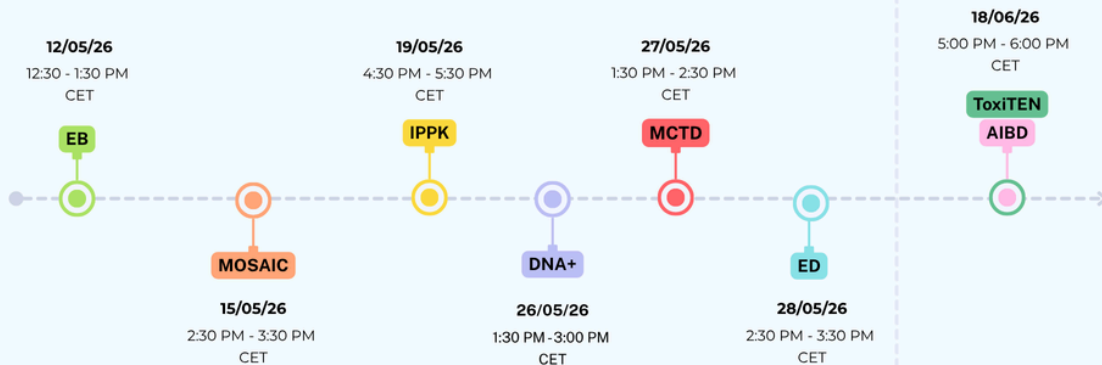 12/05/26
12:30 - 1:30 PM
CET
EB
MOSAIC
15/05/26
2:30 PM - 3:30 PM
CET
19/05/26
4:30 PM - 5:30 PM
CET
IPPK
DNA+
26/05/26
1:30 PM - 3:00 PM
CET
27/05/26
1:30 PM - 2:30 PM
CET
MCTD
ED
28/05/26
2:30 PM - 3:30 PM
CET
18/06/26
5:00 PM - 6:00 PM
CET
ToxiTEN
AIBD